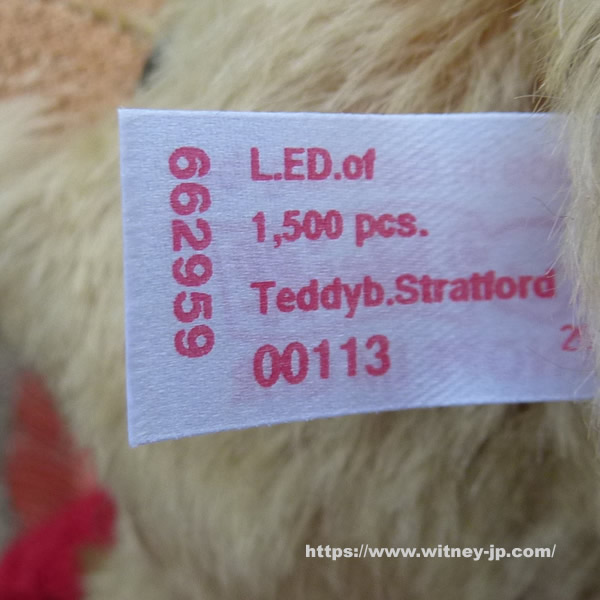 662959
L.ED.of
1,500 pcs.
Teddyb.Stratford
00113
https://www.witney-jp.com/